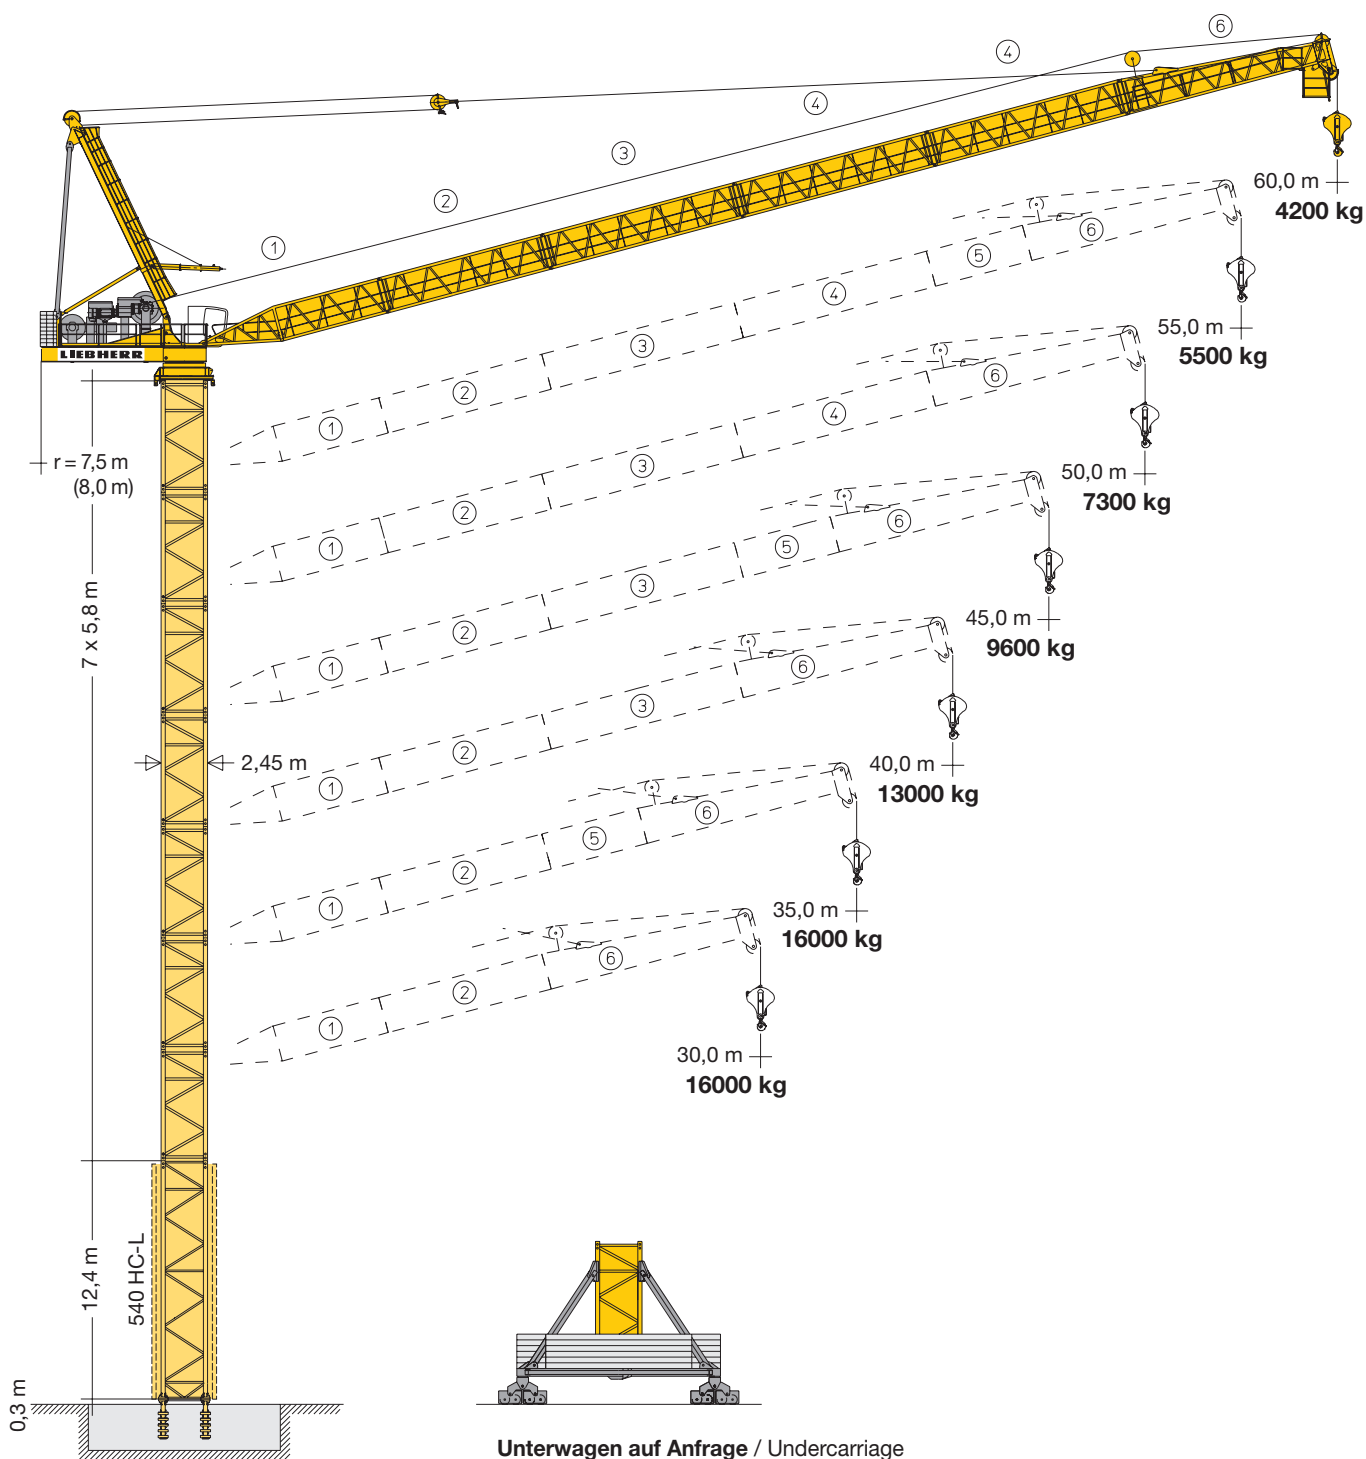 ⑥
④
④
③
②
①
60,0 m
4200 kg
⑥
⑤
④
③
②
①
LIEBHERR
55,0 m
5500 kg
⑥
④
③
②
①
r = 7,5 m
(8,0 m)
50,0 m
7300 kg
⑥
⑤
③
②
①
7 x 5,8 m
45,0 m
9600 kg
⑥
③
②
①
2,45 m
40,0 m
13000 kg
⑥
⑤
②
①
35,0 m
16000 kg
⑥
②
①
30,0 m
16000 kg
12,4 m
540 HC-L
0,3 m
Unterwagen auf Anfrage / Undercarriage